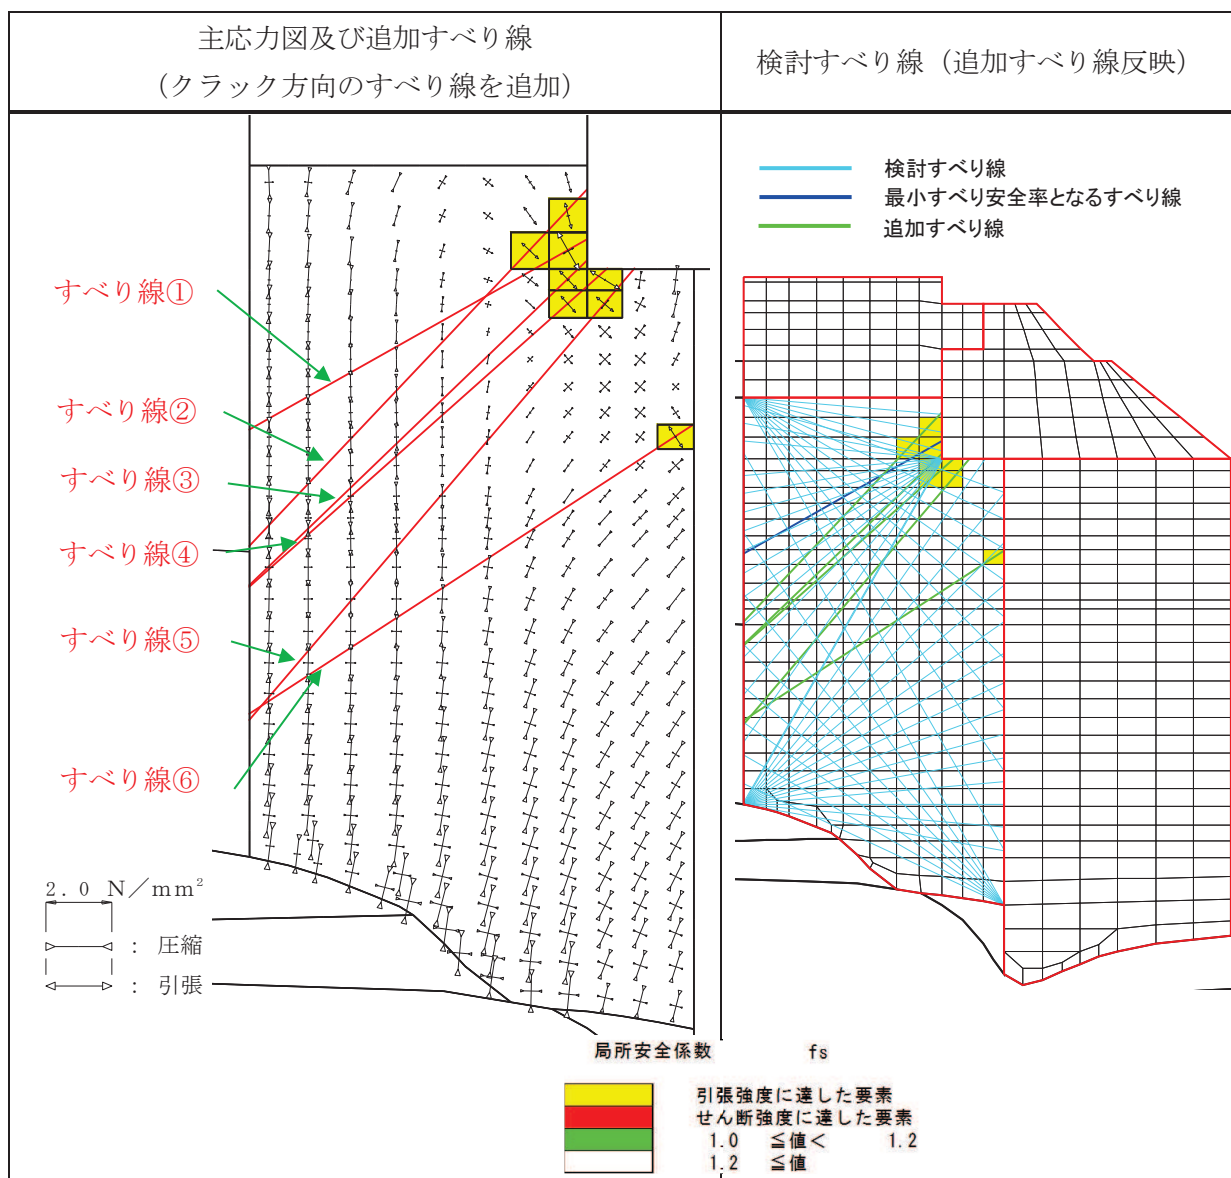 主応力図及び追加すべり線
（クラック方向のすべり線を追加）
検討すべり線（追加すべり線反映）
すべり線①
すべり線②
すべり線③
すべり線④
すべり線⑤
すべり線⑥
2.0 N／mm²
： 圧縮
： 引張
検討すべり線
最小すべり安全率となるすべり線
追加すべり線
局所安全係数 fs
引張強度に達した要素
せん断強度に達した要素
1.0 ≦値＜ 1.2
1.2 ≦値